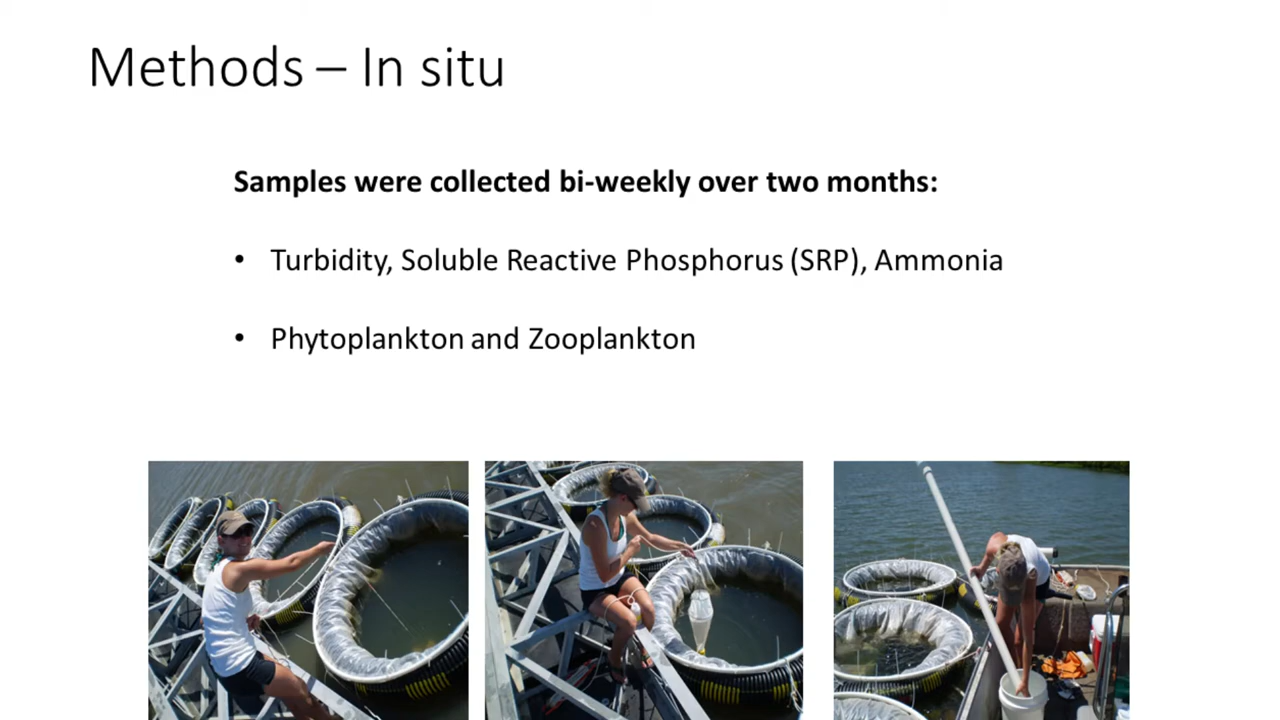 Methods – In situ
Samples were collected bi-weekly over two months:
• Turbidity, Soluble Reactive Phosphorus (SRP), Ammonia
• Phytoplankton and Zooplankton